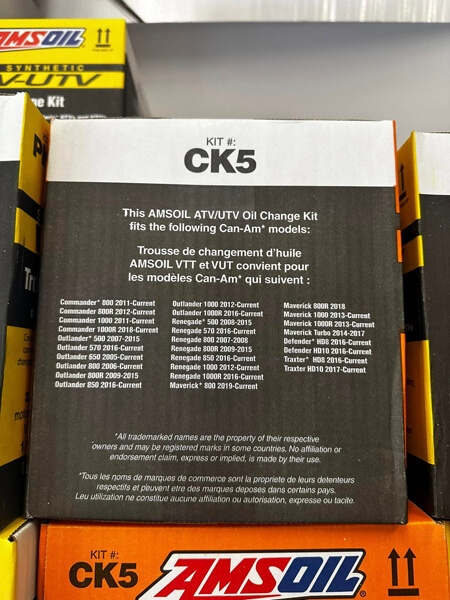 AMSOIL
SYNTHETIC
V-UTV
ge Kit
KIT #:
CK5
This AMSOIL ATV/UTV Oil Change Kit
fits the following Can-Am* models:
Trousse de changement d'huile
AMSOIL VTT et VUT convient pour
les modèles Can-Am* qui suivent :
Commander* 800 2011-Current
Commander 800R 2012-Current
Commander 1000 2011-Current
Commander 1000R 2018-Current
Outlander* 500 2007-2015
Outlander 570 2016-Current
Outlander 650 2005-Current
Outlander 800 2006-Current
Outlander 800R 2009-2015
Outlander 850 2016-Current
Outlander 1000 2012-Current
Outlander 1000R 2016-Current
Renegade* 500 2008-2015
Renegade 570 2016-Current
Renegade 800 2007-2008
Renegade 800R 2009-2015
Renegade 850 2016-Current
Renegade 1000 2012-Current
Renegade 1000R 2016-Current
Maverick* 800 2019-Current
Maverick 800R 2018
Maverick 1000 2013-Current
Maverick 1000R 2013-Current
Maverick Turbo 2014-2017
Defender* HD8 2016-Current
Defender HD10 2016-Current
Traxter* HD8 2016-Current
Traxter HD10 2017-Current
*All trademarked names are the property of their respective
owners and may be registered marks in some countries. No affiliation or
endorsement claim, express or implied, is made by their use.
*Tous les noms de marques de commerce sont la propriete de leurs detenteurs
respectifs et peuvent etre des marques deposes dans certains pays.
Leu utilization ne constitue aucune affiliation ou autorisation, expresse ou tacite.
KIT #:
CK5
AMSOIL